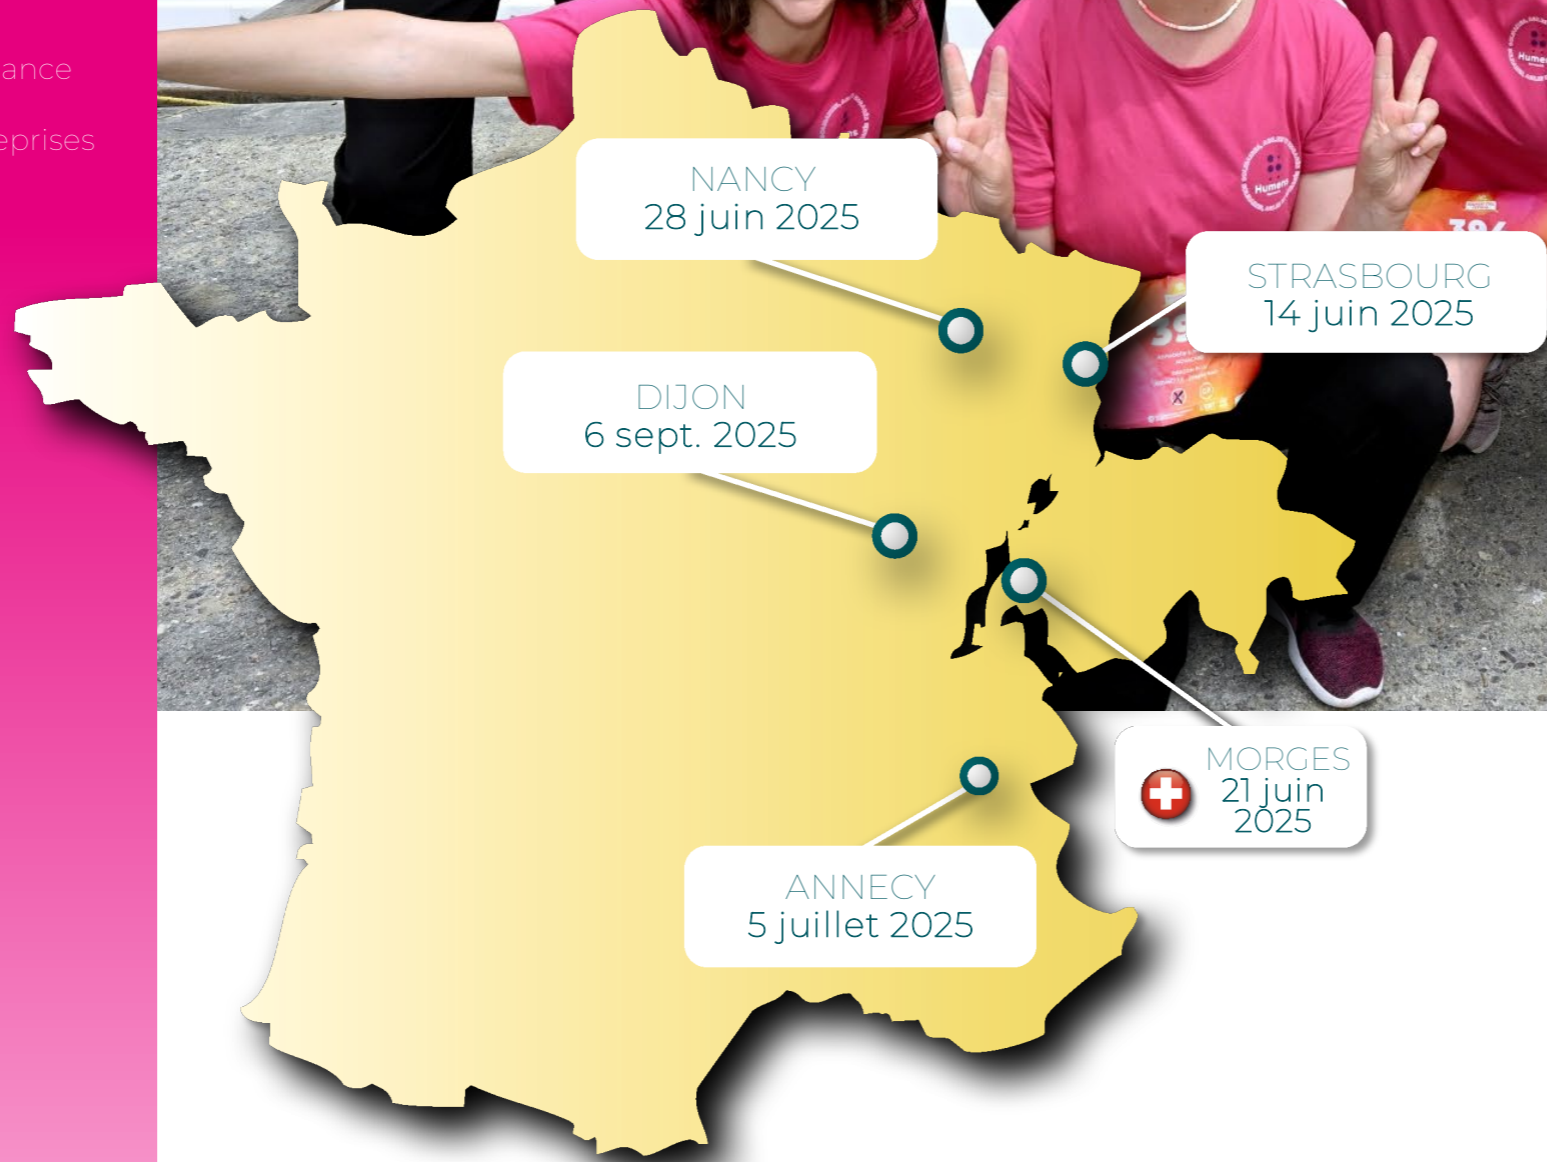 ance
eprises
NANCY
28 juin 2025
STRASBOURG
14 juin 2025
DIJON
6 sept. 2025
MORGES
21 juin
2025
ANNECY
5 juillet 2025
Humens